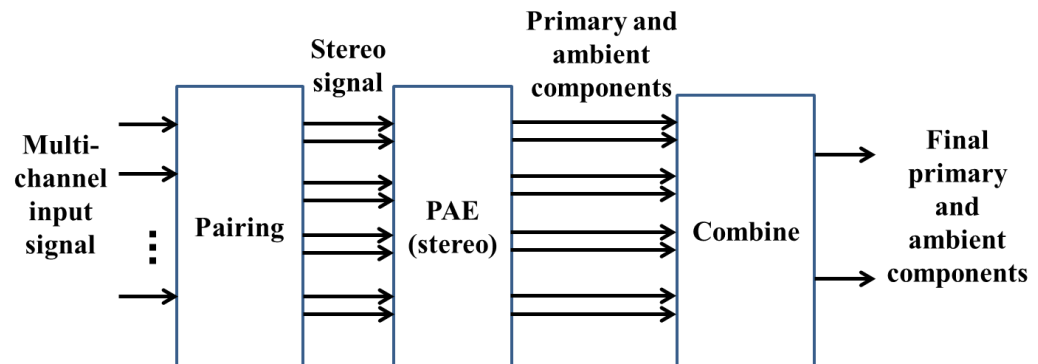 Multi-
channel
input
signal
Pairing
Stereo
signal
PAE
(stereo)
Primary and
ambient
components
Combine
Final
primary
and
ambient
components